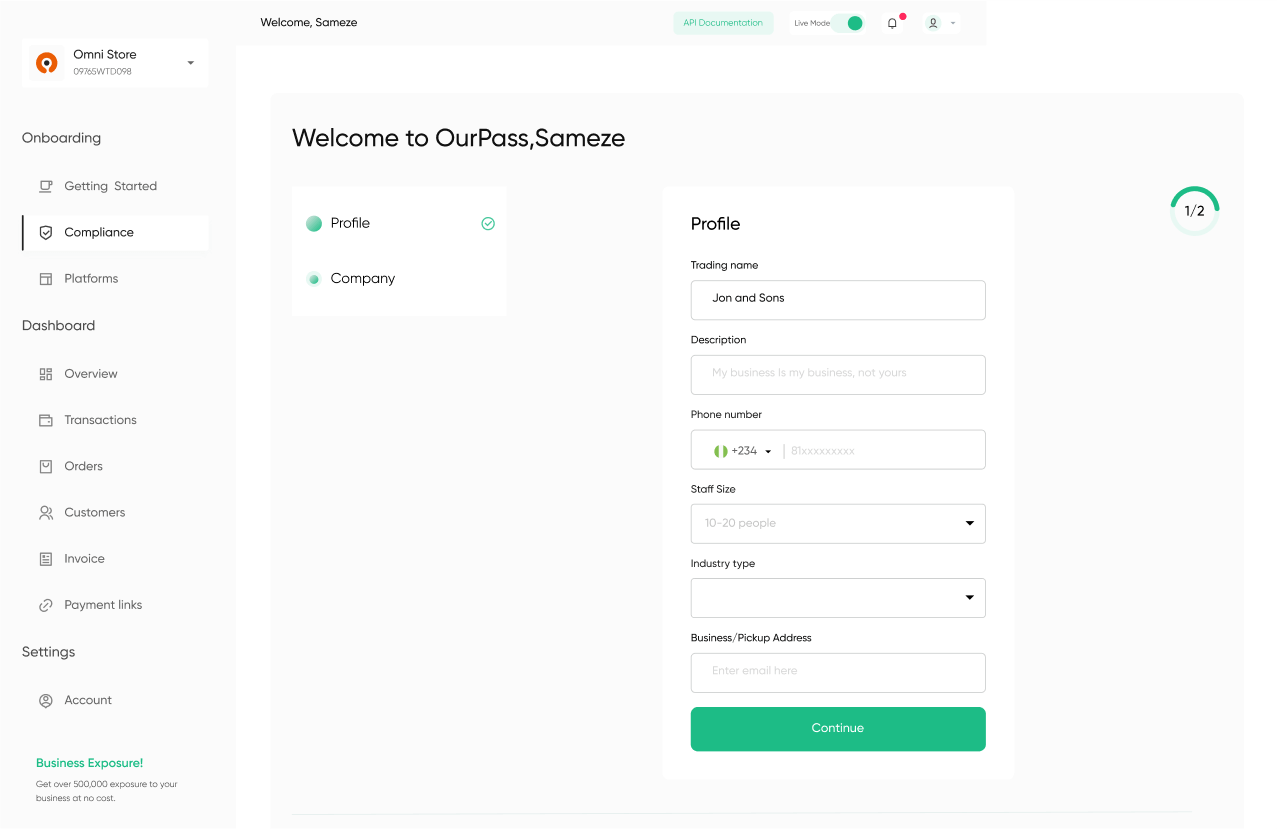 Welcome, Sameze
API Documentation
Live Mode
Omni Store
09765WTD098
Onboarding
Getting Started
Compliance
Platforms
Dashboard
Overview
Transactions
Orders
Customers
Invoice
Payment links
Settings
Account
Business Exposure!
Get over 500,000 exposure to your
business at no cost.
Welcome to OurPass,Sameze
Profile
Company
Profile
Trading name
Jon and Sons
Description
My business is my business, not yours
Phone number
+234
81xxxxxxxxx
Staff Size
10-20 people
Industry type
Business/Pickup Address
Enter email here
Continue
1/2